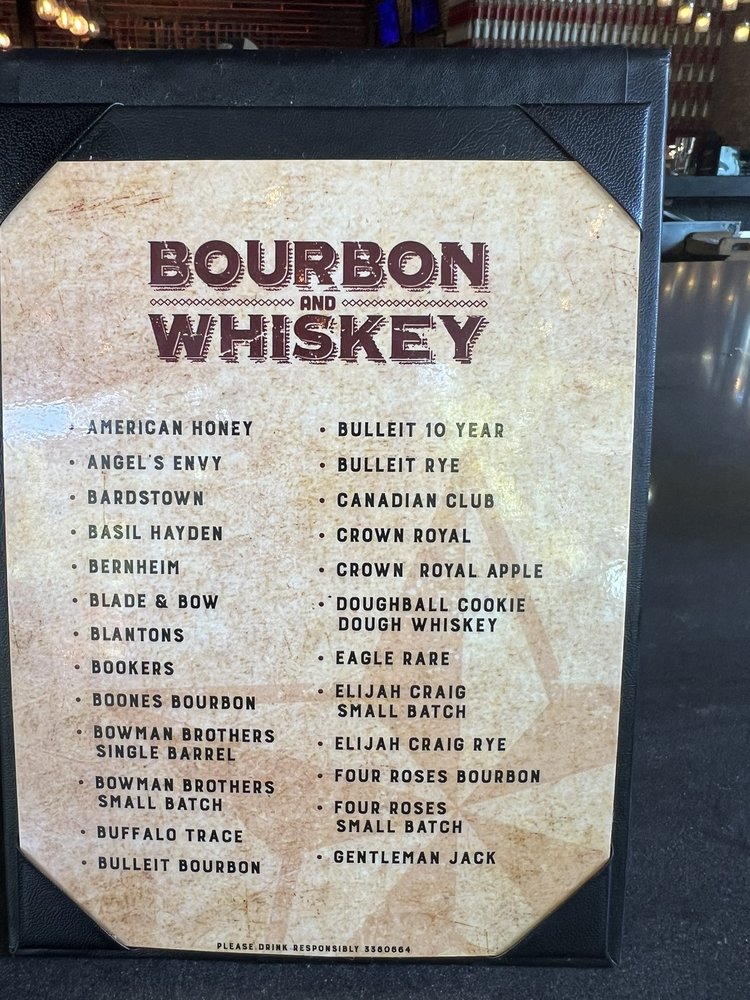 BOURBON
AND
WHISKEY
• AMERICAN HONEY
• ANGEL'S ENVY
• BARDSTOWN
• BASIL HAYDEN
• BERNHEIM
• BLADE & BOW
• BLANTONS
• BOOKERS
• BOONES BOURBON
• BOWMAN BROTHERS
SINGLE BARREL
• BOWMAN BROTHERS
SMALL BATCH
• BUFFALO TRACE
• BULLEIT BOURBON
• BULLEIT 10 YEAR
• BULLEIT RYE
• CANADIAN CLUB
• CROWN ROYAL
• CROWN ROYAL APPLE
• DOUGHBALL COOKIE
DOUGH WHISKEY
• EAGLE RARE
• ELIJAH CRAIG
SMALL BATCH
• ELIJAH CRAIG RYE
• FOUR ROSES BOURBON
• FOUR ROSES
SMALL BATCH
• GENTLEMAN JACK
PLEASE DRINK RESPONSIBLY 3380664